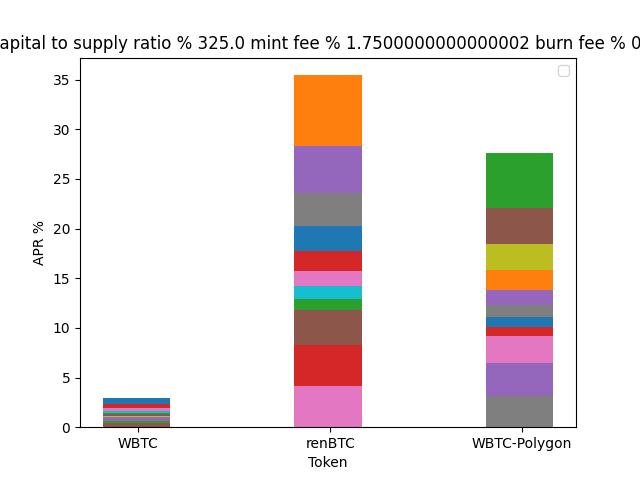 apital to supply ratio % 325.0 mint fee % 1.7500000000000002 burn fee % 0
35
30
25
20
15
10
5
0
APR %
WBTC renBTC WBTC-Polygon
Token